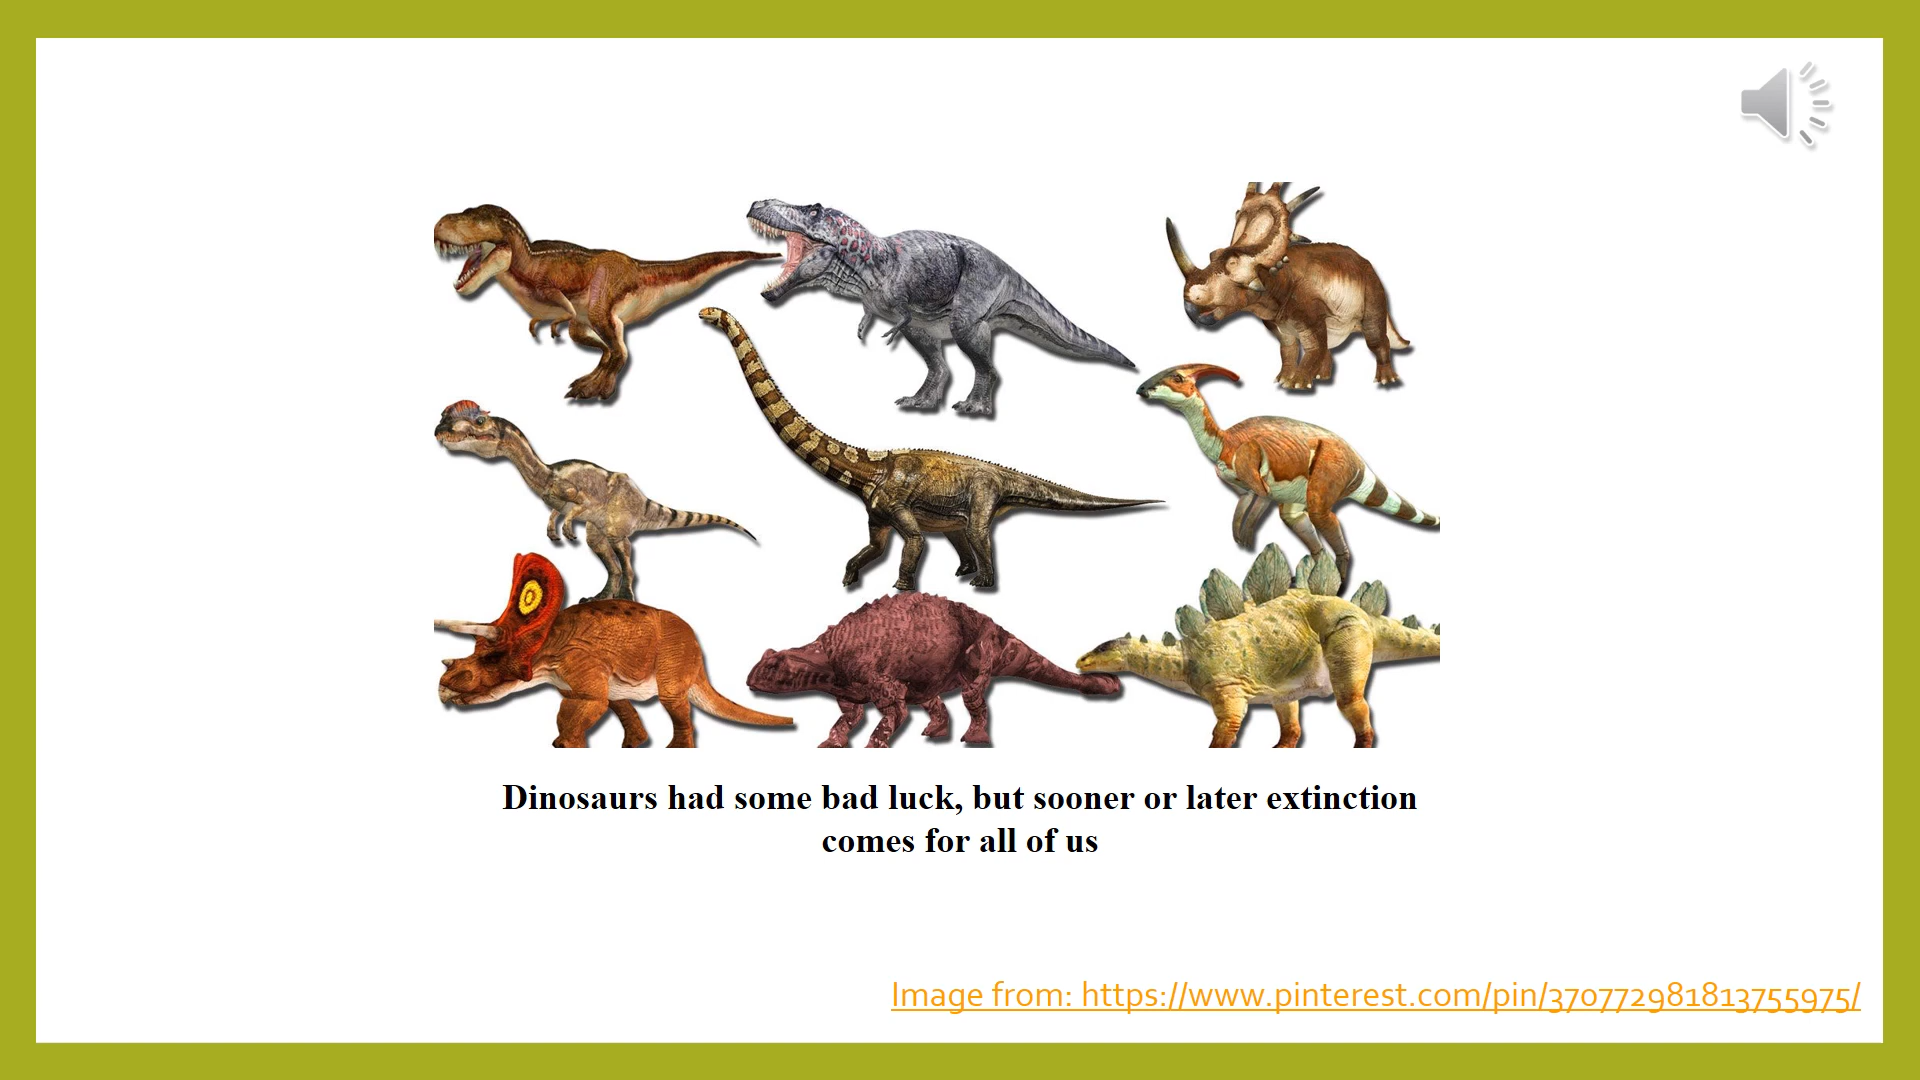 Dinosaurs had some bad luck, but sooner or later extinction
comes for all of us
Image from: https://www.pinterest.com/pin/370772981813755975/